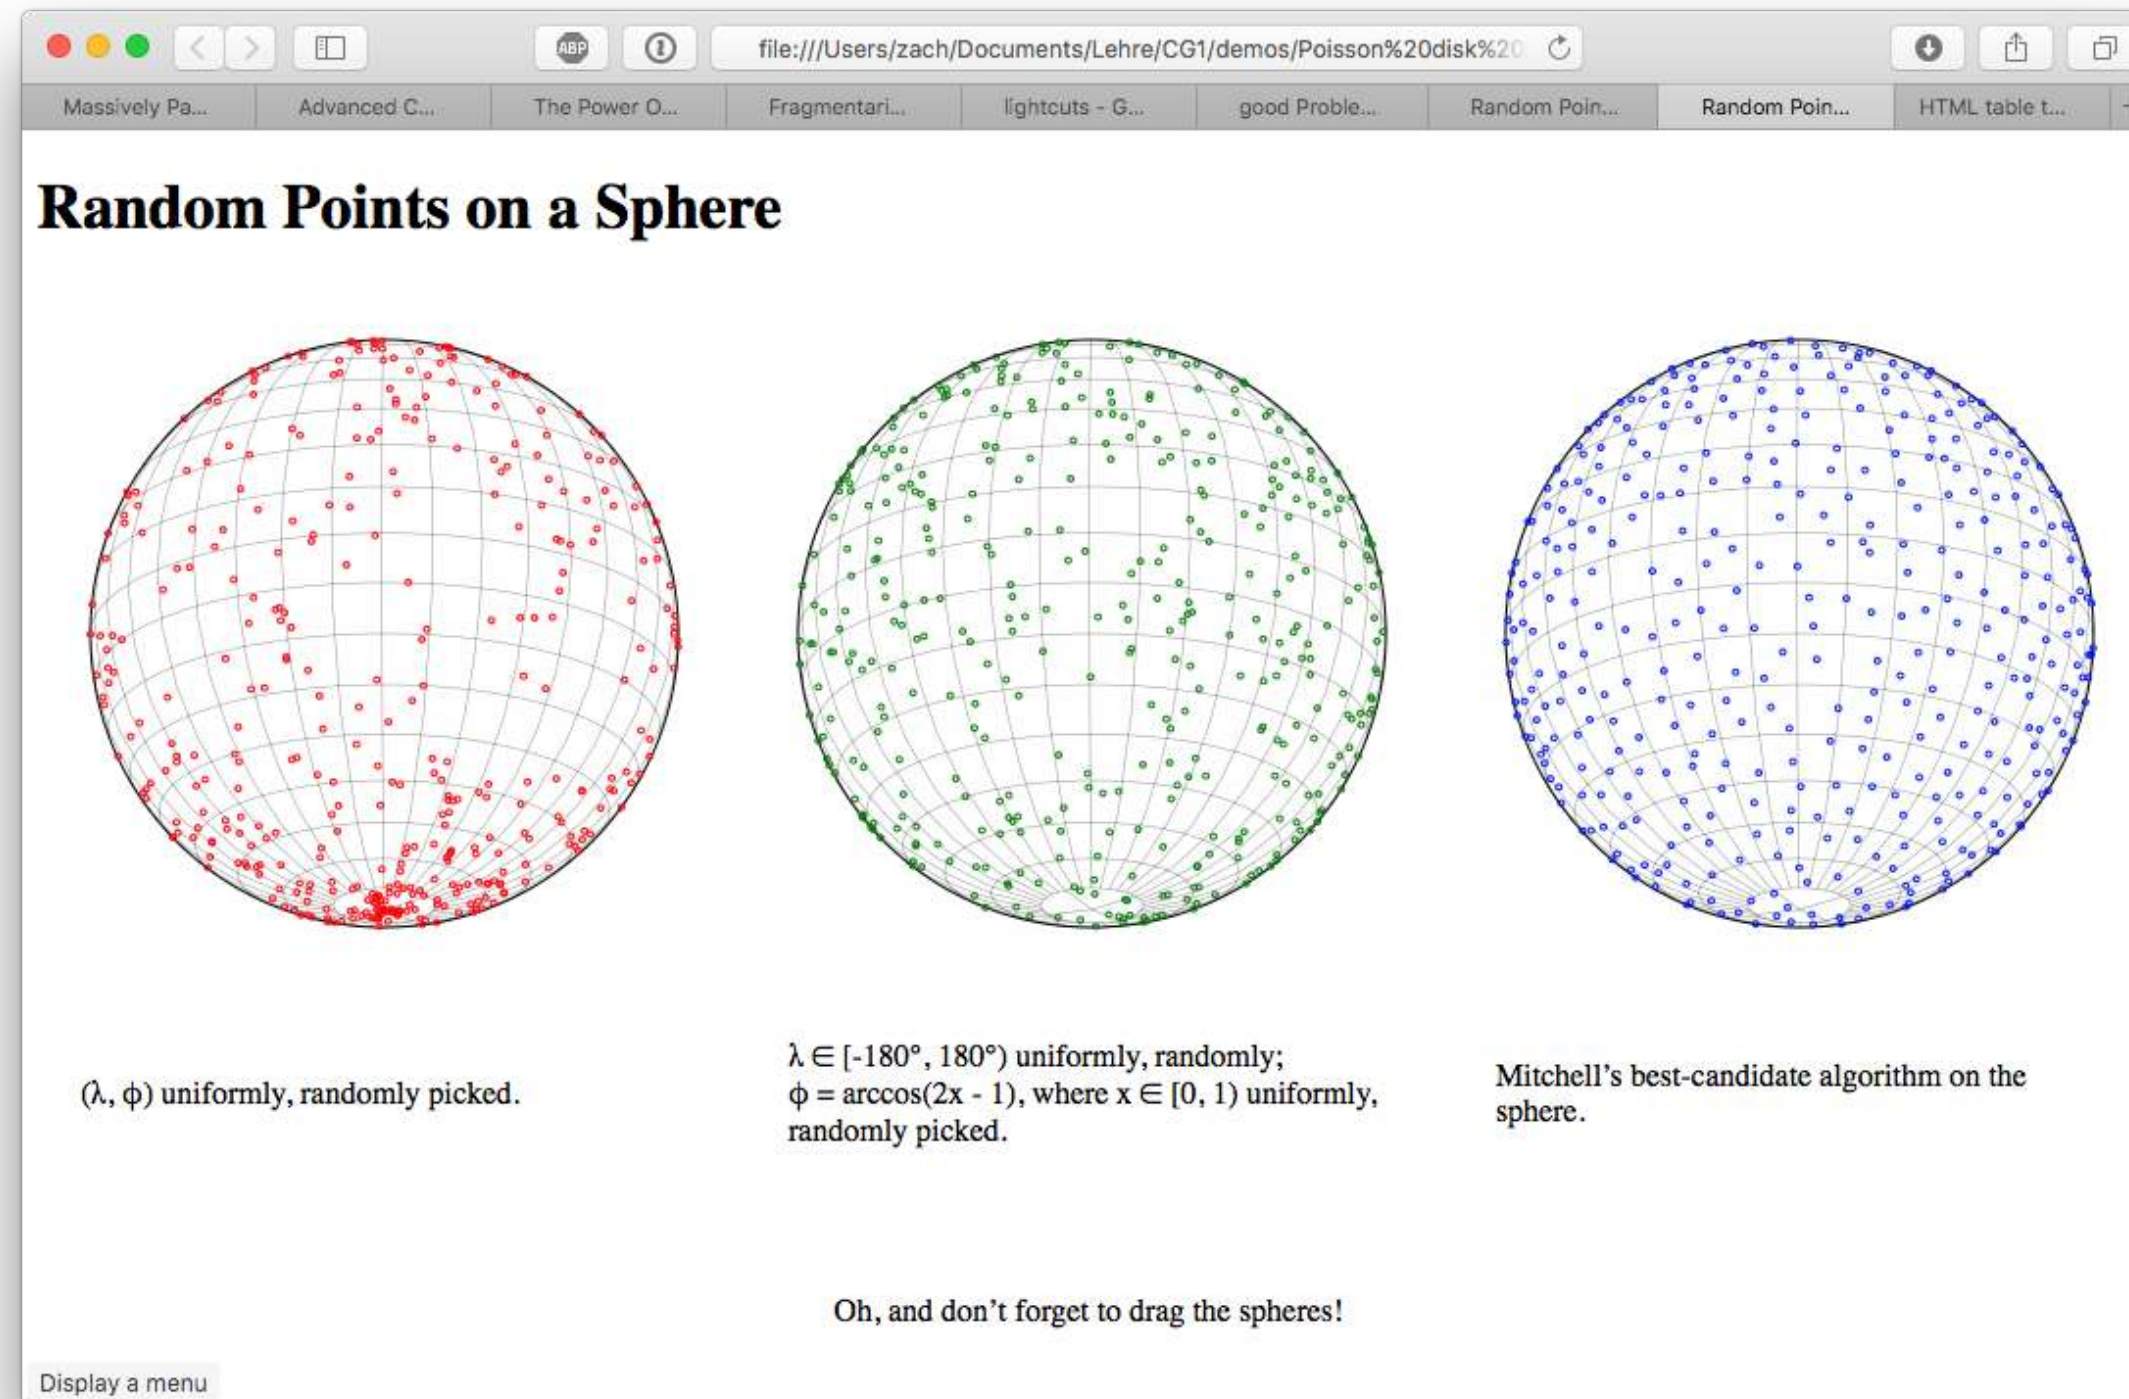 ABP
file:///Users/zach/Documents/Lehre/CG1/demos/Poisson%20disk%20
Massively Pa...
Advanced C...
The Power O...
Fragmentari...
lightcuts - G...
good Proble...
Random Poin...
Random Poin...
HTML table t...
Random Points on a Sphere
(λ, ϕ) uniformly, randomly picked.
λ ∈ [-180°, 180°) uniformly, randomly;
ϕ = arccos(2x - 1), where x ∈ [0, 1) uniformly,
randomly picked.
Mitchell’s best-candidate algorithm on the
sphere.
Oh, and don’t forget to drag the spheres!
Display a menu